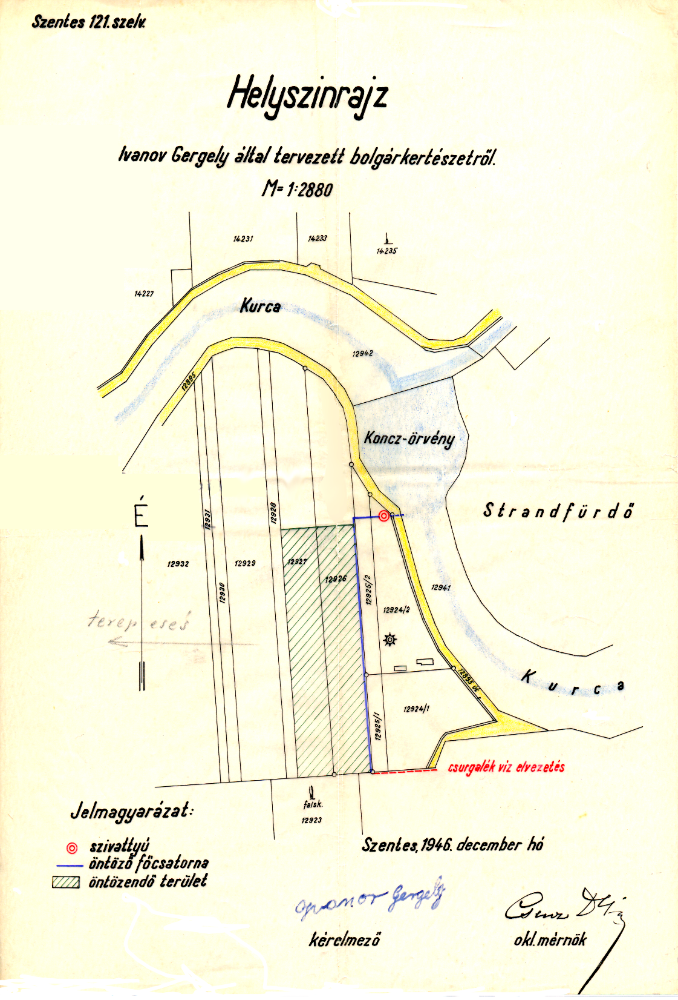 Szentes 121. szelv.
Helyszinrajz
Ivanov Gergely által tervezett bolgárkertészetről.
M= 1:2880
14231
14233
14235
14227
Kurca
12942
12895
Koncz-örvény
Strandfürdő
É
12931
12928
12932
12929
12927
12926
12930
12925/2
12941
12924/2
terep esés
12895 út
Kurca
12924/1
12925/1
csurgalék víz elvezetés
faisk.
12923
Jelmagyarázat:
szivattyú
öntöző főcsatorna
öntözendő terület
Szentes, 1946. december hó
Gergely
kérelmező
okl. mérnök